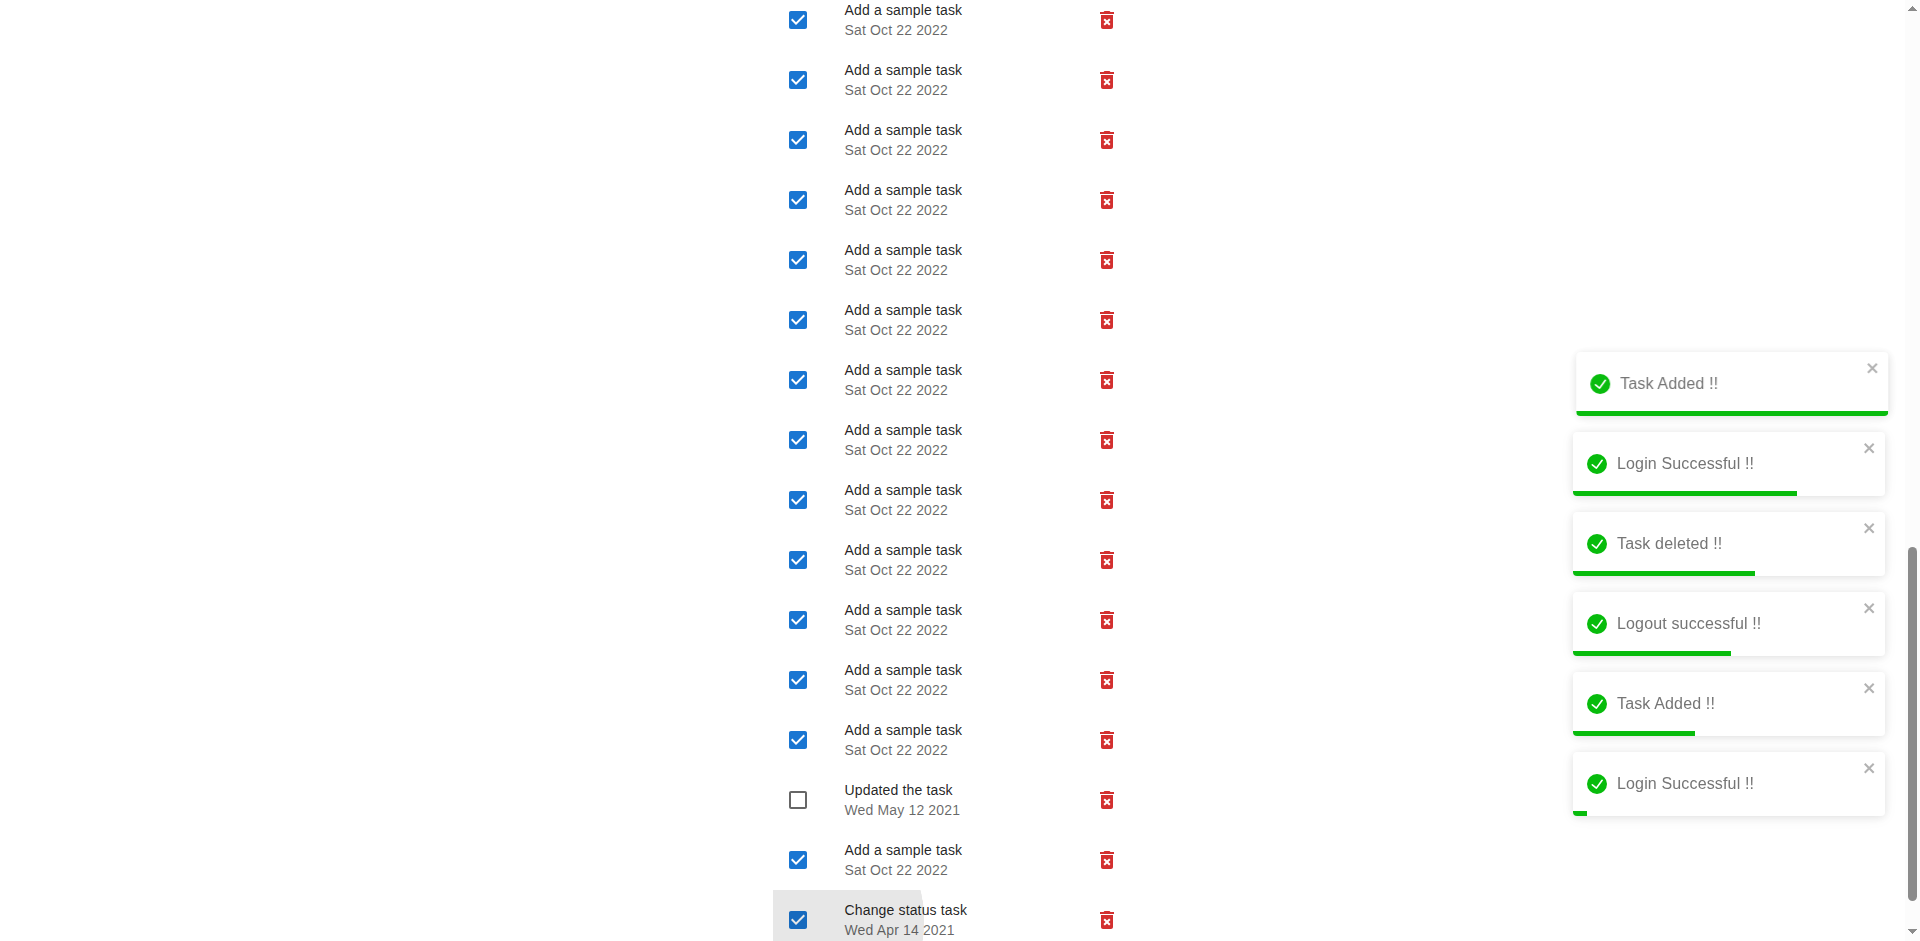 Add a sample task
Sat Oct 22 2022
Add a sample task
Sat Oct 22 2022
Add a sample task
Sat Oct 22 2022
Add a sample task
Sat Oct 22 2022
Add a sample task
Sat Oct 22 2022
Add a sample task
Sat Oct 22 2022
Add a sample task
Sat Oct 22 2022
Add a sample task
Sat Oct 22 2022
Add a sample task
Sat Oct 22 2022
Add a sample task
Sat Oct 22 2022
Add a sample task
Sat Oct 22 2022
Add a sample task
Sat Oct 22 2022
Add a sample task
Sat Oct 22 2022
Updated the task
Wed May 12 2021
Add a sample task
Sat Oct 22 2022
Change status task
Wed Apr 14 2021
Task Added !!
Login Successful !!
Task deleted !!
Logout successful !!
Task Added !!
Login Successful !!